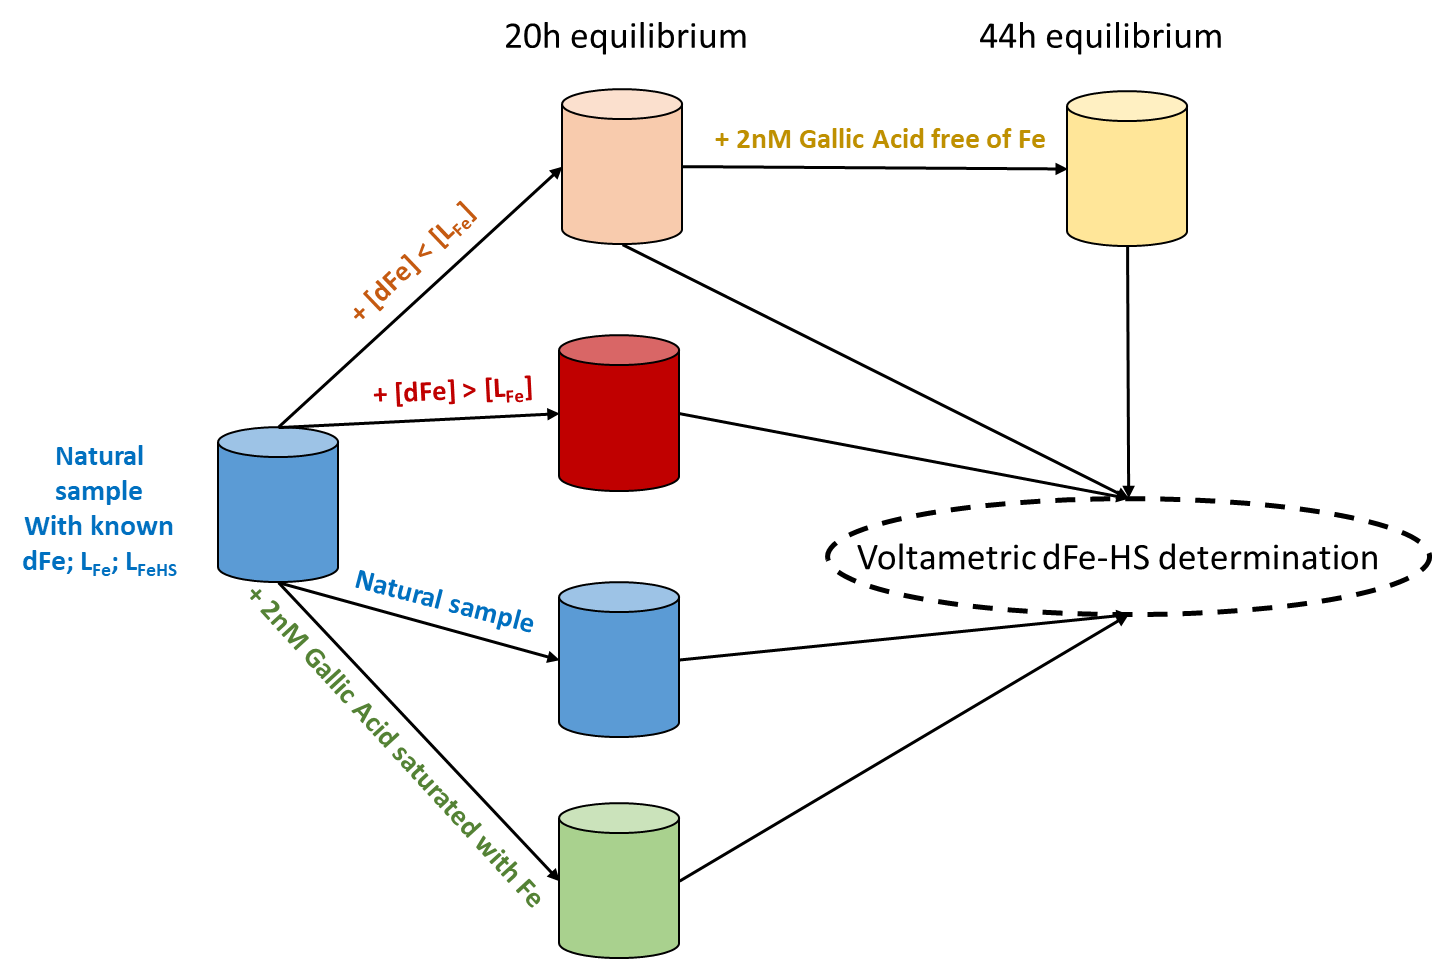 20h equilibrium
44h equilibrium
+ 2nM Gallic Acid free of Fe
+ [dFe] < [LFe]
+ [dFe] > [LFe]
Natural
sample
With known
dFe; LFe; LFeHS
Natural sample
+ 2nM Gallic Acid saturated with Fe
Voltametric dFe-HS determination